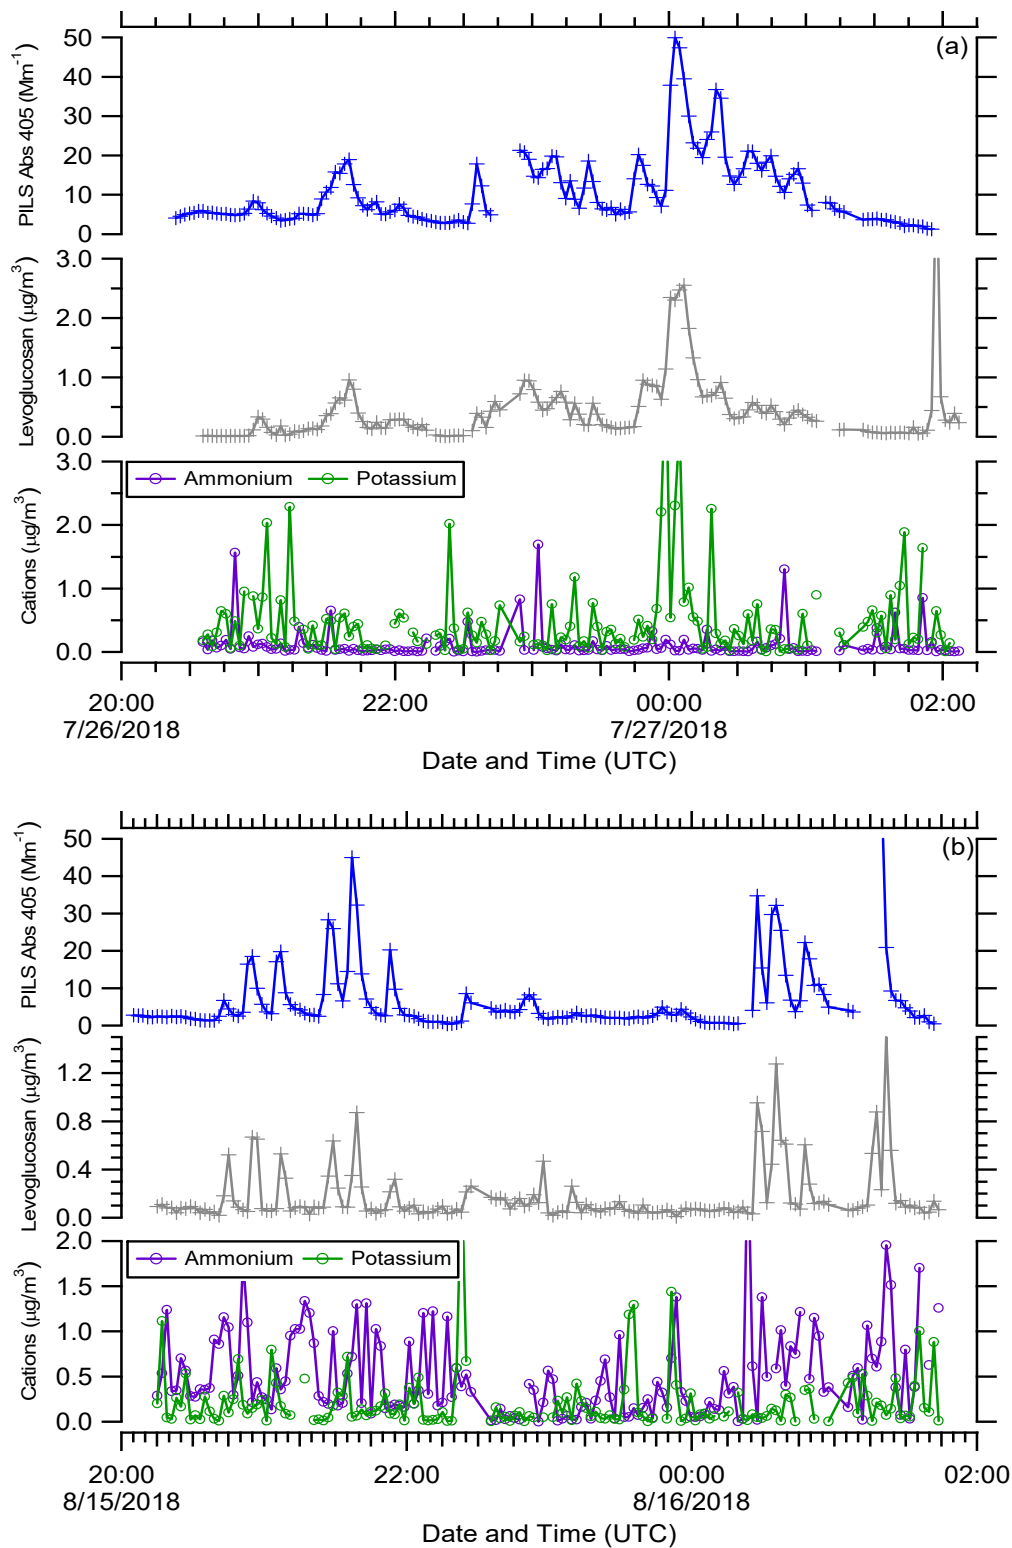 (a)
PILS Abs 405 (Mm-1)
50
40
30
20
10
0
Levoglucosan (µg/m3)
3.0
2.0
1.0
0.0
Cations (µg/m3)
3.0
2.0
1.0
0.0
Ammonium Potassium
20:00 22:00 00:00 02:00
7/26/2018 7/27/2018
Date and Time (UTC)
(b)
PILS Abs 405 (Mm-1)
50
40
30
20
10
0
Levoglucosan (µg/m3)
1.2
0.8
0.4
0.0
Cations (µg/m3)
2.0
1.5
1.0
0.5
0.0
Ammonium Potassium
20:00 22:00 00:00 02:00
8/15/2018 8/16/2018
Date and Time (UTC)